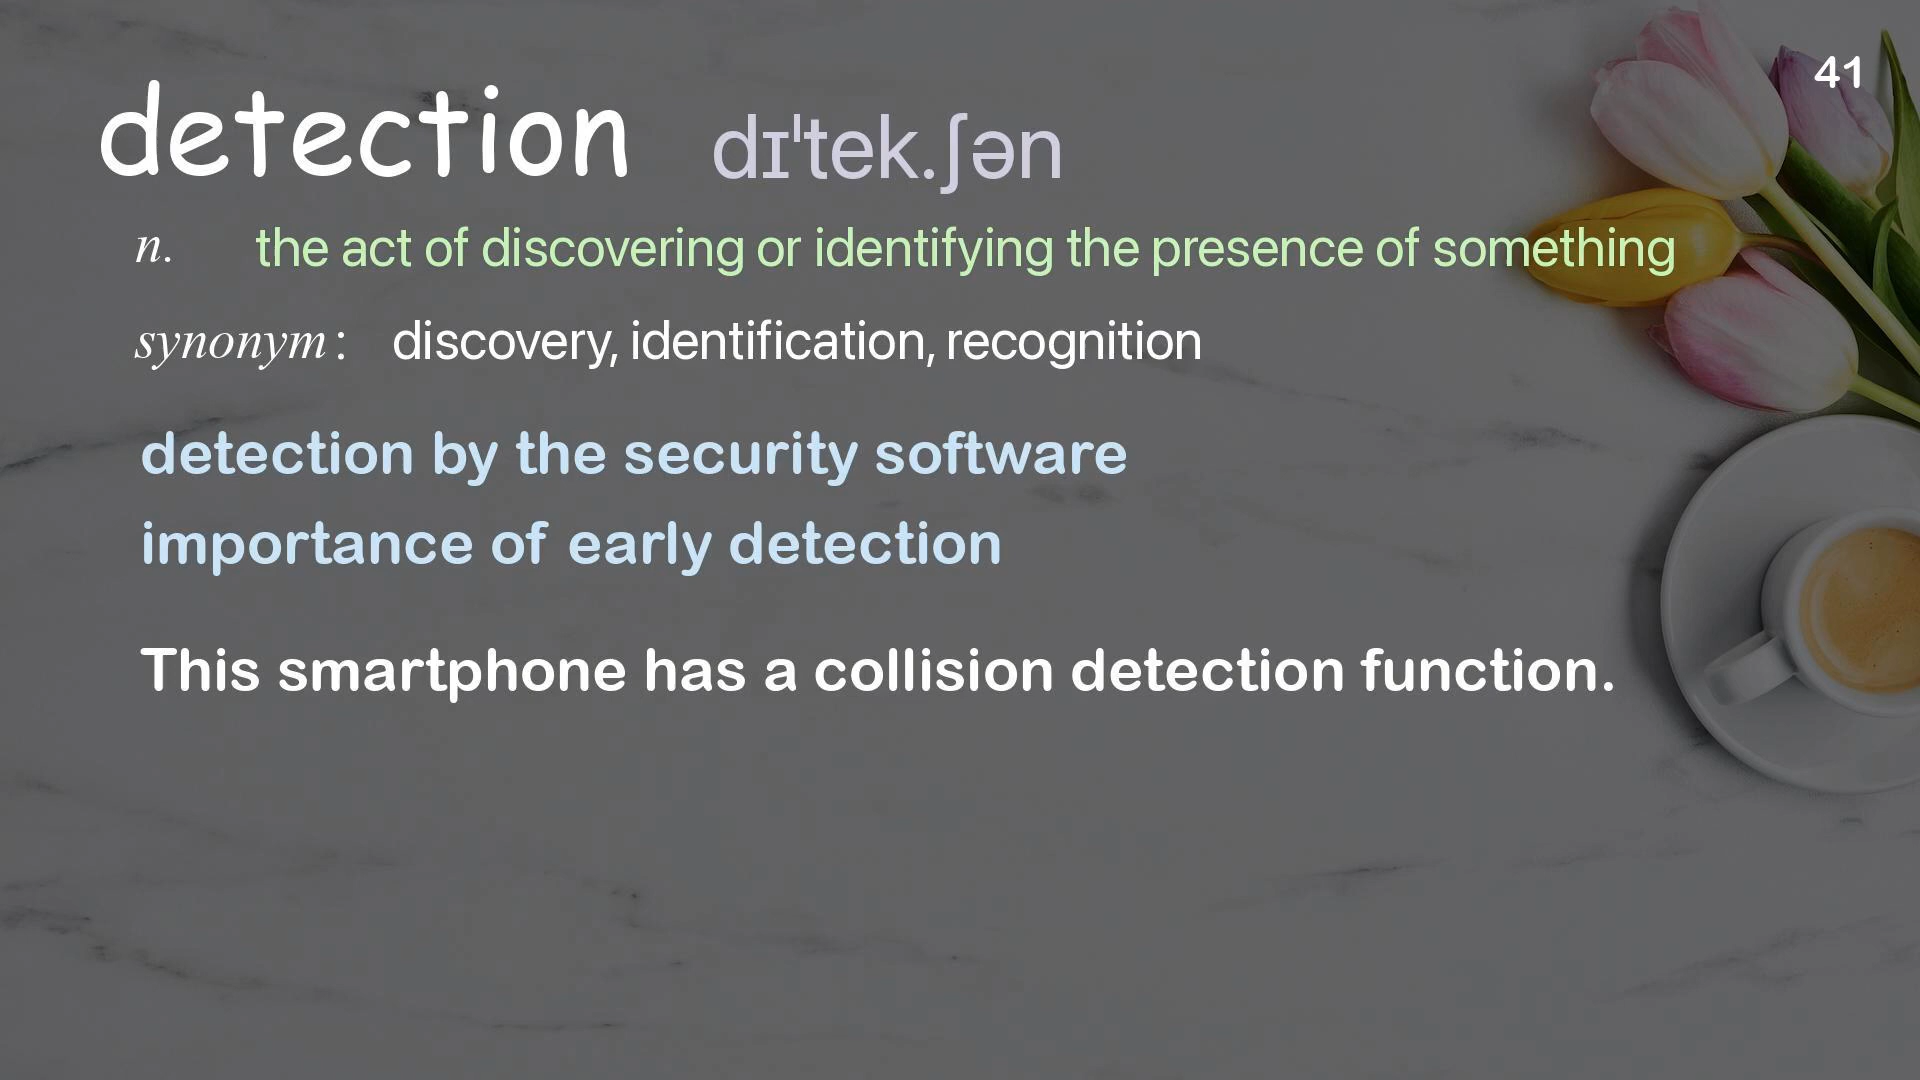 41
detection dɪˈtek.ʃən
n. the act of discovering or identifying the presence of something
synonym: discovery, identification, recognition
detection by the security software
importance of early detection
This smartphone has a collision detection function.